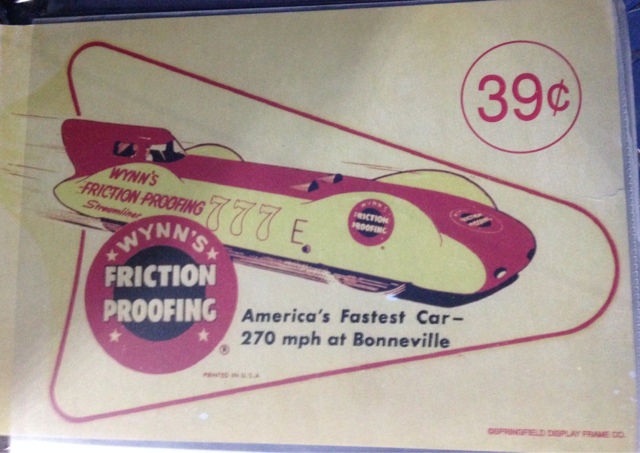 39¢
WYNN'S
FRICTION PROOFING
Streamliner
777 E
WYNN'S
FRICTION
PROOFING
WYNN'S
FRICTION
PROOFING
®
America's Fastest Car—
270 mph at Bonneville
PRINTED IN U.S.A
©SPRINGFIELD DISPLAY FRAME CO.